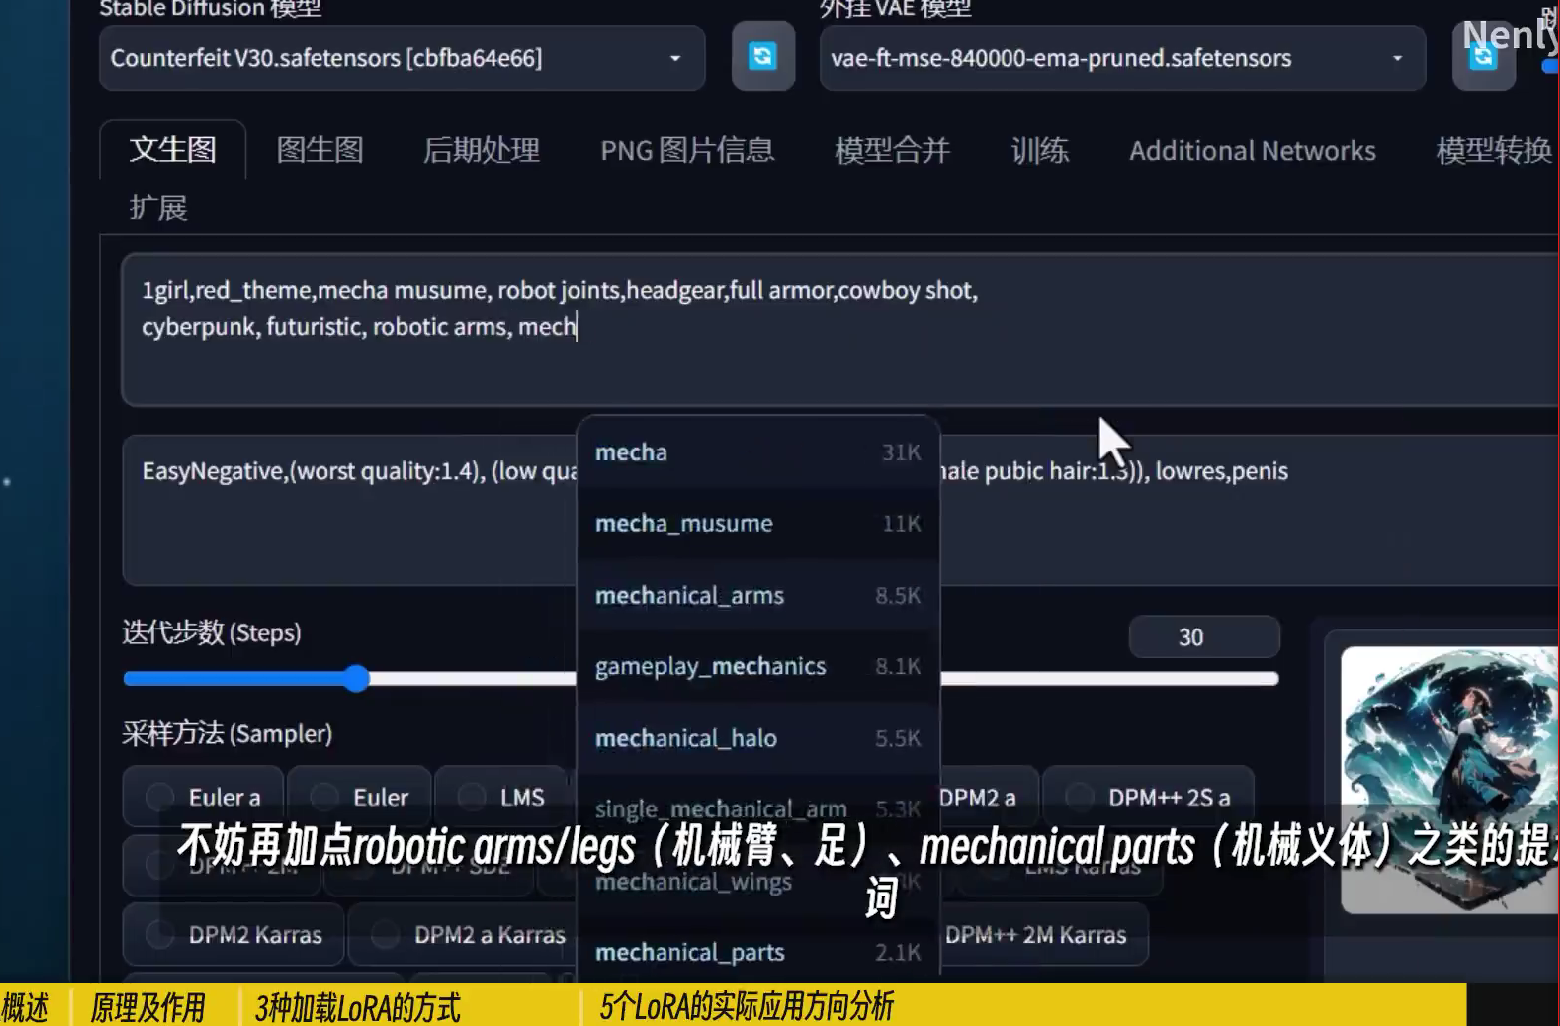 Stable Diffusion 模型
外挂 VAE 模型
Nenly
Counterfeit V30.safetensors [cbfba64e66]
vae-ft-mse-840000-ema-pruned.safetensors
文生图
图生图
后期处理
PNG 图片信息
模型合并
训练
Additional Networks
模型转换
扩展
1girl,red_theme,mecha musume, robot joints,headgear,full armor,cowboy shot,
cyberpunk, futuristic, robotic arms, mech
EasyNegative,(worst quality:1.4), (low qua
ale pubic hair:1.3)), lowres,penis
mecha 31K
mecha_musume 11K
mechanical_arms 8.5K
gameplay_mechanics 8.1K
mechanical_halo 5.5K
single_mechanical_arm 5.3K
mechanical_wings
mechanical_parts 2.1K
迭代步数 (Steps)
30
采样方法 (Sampler)
Euler a
Euler
LMS
DPM2 a
DPM++ 2S a
DPM++ 2M
DPM++ SDE
LMS Karras
DPM2 Karras
DPM2 a Karras
DPM++ 2M Karras
不妨再加点robotic arms/legs（机械臂、足）、mechanical parts（机械义体）之类的提
词
概述
原理及作用
3种加载LoRA的方式
5个LoRA的实际应用方向分析